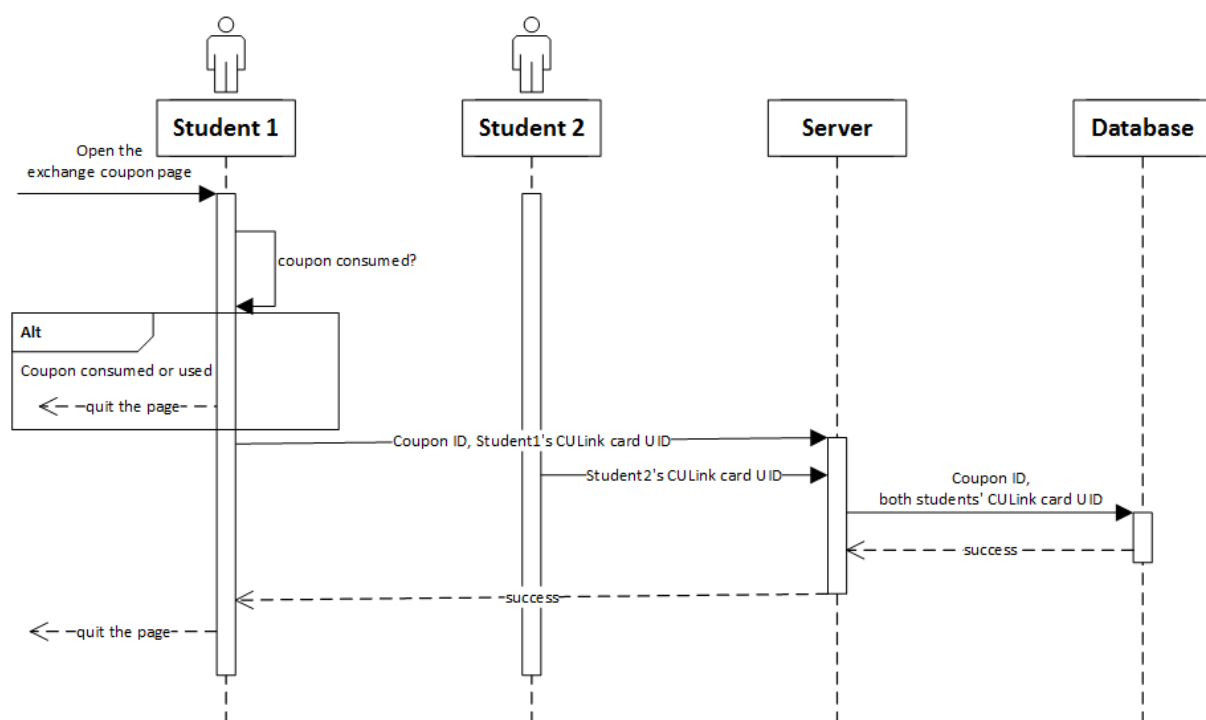 Student 1
Student 2
Server
Database
Open the
exchange coupon page
coupon consumed?
Alt
Coupon consumed or used
quit the page
Coupon ID, Student1's CULink card UID
Student2's CULink card UID
Coupon ID,
both students' CULink card UID
success
success
quit the page